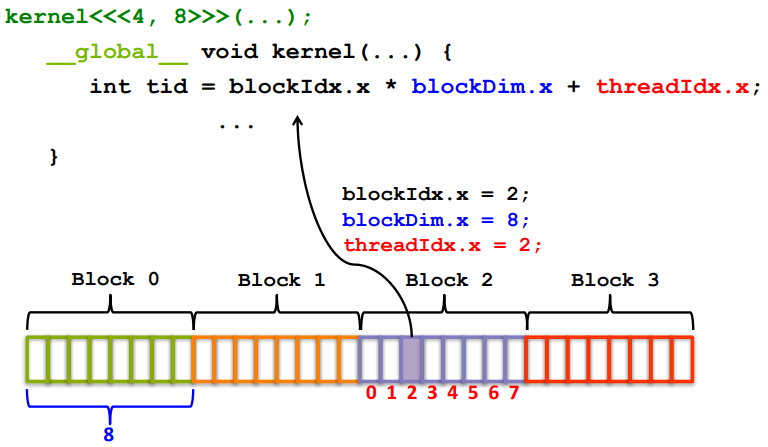 kernel<<<4, 8>>>(...);
__global__ void kernel(...) {
int tid = blockIdx.x * blockDim.x + threadIdx.x;
...
}
blockIdx.x = 2;
blockDim.x = 8;
threadIdx.x = 2;
Block 0 Block 1 Block 2 Block 3
0 1 2 3 4 5 6 7
8